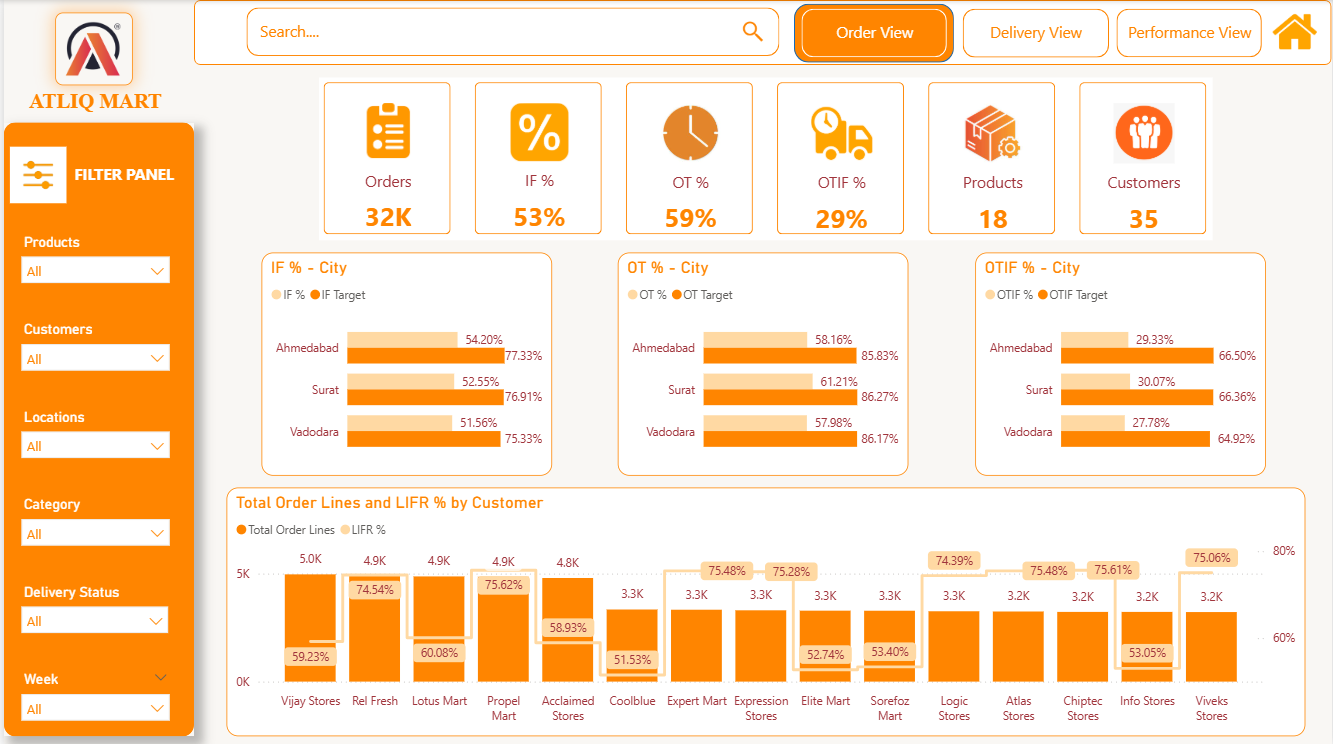 Search....
Order View
Delivery View
Performance View
®
ATLIQ MART
FILTER PANEL
Products
All
Customers
All
Locations
All
Category
All
Delivery Status
All
Week
All
Orders
32K
%
IF %
53%
OT %
59%
OTIF %
29%
Products
18
Customers
35
IF % - City
IF % IF Target
Ahmedabad 54.20% 77.33%
Surat 52.55% 76.91%
Vadodara 51.56% 75.33%
OT % - City
OT % OT Target
Ahmedabad 58.16% 85.83%
Surat 61.21% 86.27%
Vadodara 57.98% 86.17%
OTIF % - City
OTIF % OTIF Target
Ahmedabad 29.33% 66.50%
Surat 30.07% 66.36%
Vadodara 27.78% 64.92%
Total Order Lines and LIFR % by Customer
Total Order Lines LIFR %
5K
0K
80%
60%
5.0K 4.9K 4.9K 4.9K 4.8K 3.3K 3.3K 3.3K 3.3K 3.3K 3.3K 3.2K 3.2K 3.2K 3.2K
59.23% 74.54% 60.08% 75.62% 58.93% 51.53% 75.48% 75.28% 52.74% 53.40% 74.39% 75.48% 75.61% 53.05% 75.06%
Vijay Stores
Rel Fresh
Lotus Mart
Propel
Mart
Acclaimed
Stores
Coolblue
Expert Mart
Expression
Stores
Elite Mart
Sorefoz
Mart
Logic
Stores
Atlas
Stores
Chiptec
Stores
Info Stores
Viveks
Stores